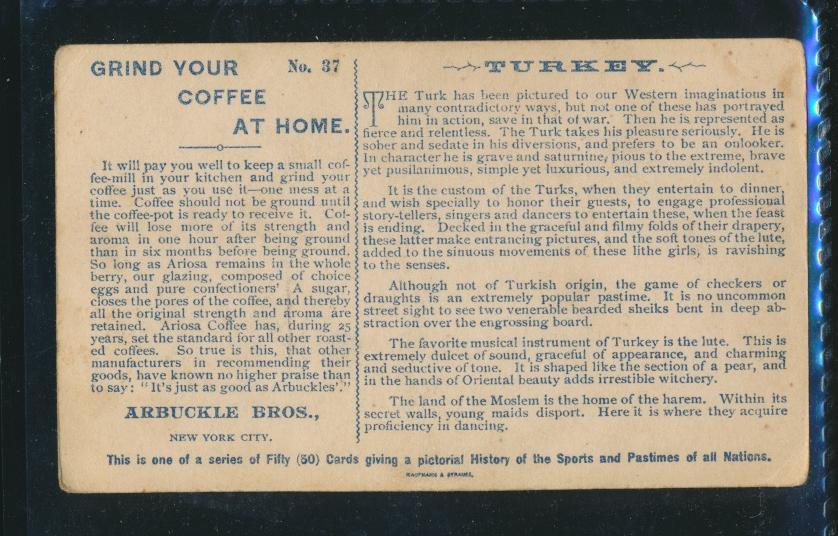 GRIND YOUR
COFFEE
AT HOME.
No. 37
It will pay you well to keep a small cof-
fee-mill in your kitchen and grind your
coffee just as you use it—one mess at a
time. Coffee should not be ground until
the coffee-pot is ready to receive it. Cof-
fee will lose more of its strength and
aroma in one hour after being ground
than in six months before being ground.
So long as Ariosa remains in the whole
berry, our glazing, composed of choice
eggs and pure confectioners' A sugar,
closes the pores of the coffee, and thereby
all the original strength and aroma are
retained. Ariosa Coffee has, during 25
years, set the standard for all other roast-
ed coffees. So true is this, that other
manufacturers in recommending their
goods, have known no higher praise than
to say: "It's just as good as Arbuckles'."
ARBUCKLE BROS.,
NEW YORK CITY.
TURKEY.
THE Turk has been pictured to our Western imaginations in
many contradictory ways, but not one of these has portrayed
him in action, save in that of war. Then he is represented as
fierce and relentless. The Turk takes his pleasure seriously. He is
sober and sedate in his diversions, and prefers to be an onlooker.
In character he is grave and saturnine, pious to the extreme, brave
yet pusilanimous, simple yet luxurious, and extremely indolent.
It is the custom of the Turks, when they entertain to dinner,
and wish specially to honor their guests, to engage professional
story-tellers, singers and dancers to entertain these, when the feast
is ending. Decked in the graceful and filmy folds of their drapery,
these latter make entrancing pictures, and the soft tones of the lute,
added to the sinuous movements of these lithe girls, is ravishing
to the senses.
Although not of Turkish origin, the game of checkers or
draughts is an extremely popular pastime. It is no uncommon
street sight to see two venerable bearded sheiks bent in deep ab-
straction over the engrossing board.
The favorite musical instrument of Turkey is the lute. This is
extremely dulcet of sound, graceful of appearance, and charming
and seductive of tone. It is shaped like the section of a pear, and
in the hands of Oriental beauty adds irrestible witchery.
The land of the Moslem is the home of the harem. Within its
secret walls, young maids disport. Here it is where they acquire
proficiency in dancing.
This is one of a series of Fifty (50) Cards giving a pictorial History of the Sports and Pastimes of all Nations.
KAUFMANN & STRAUSS,